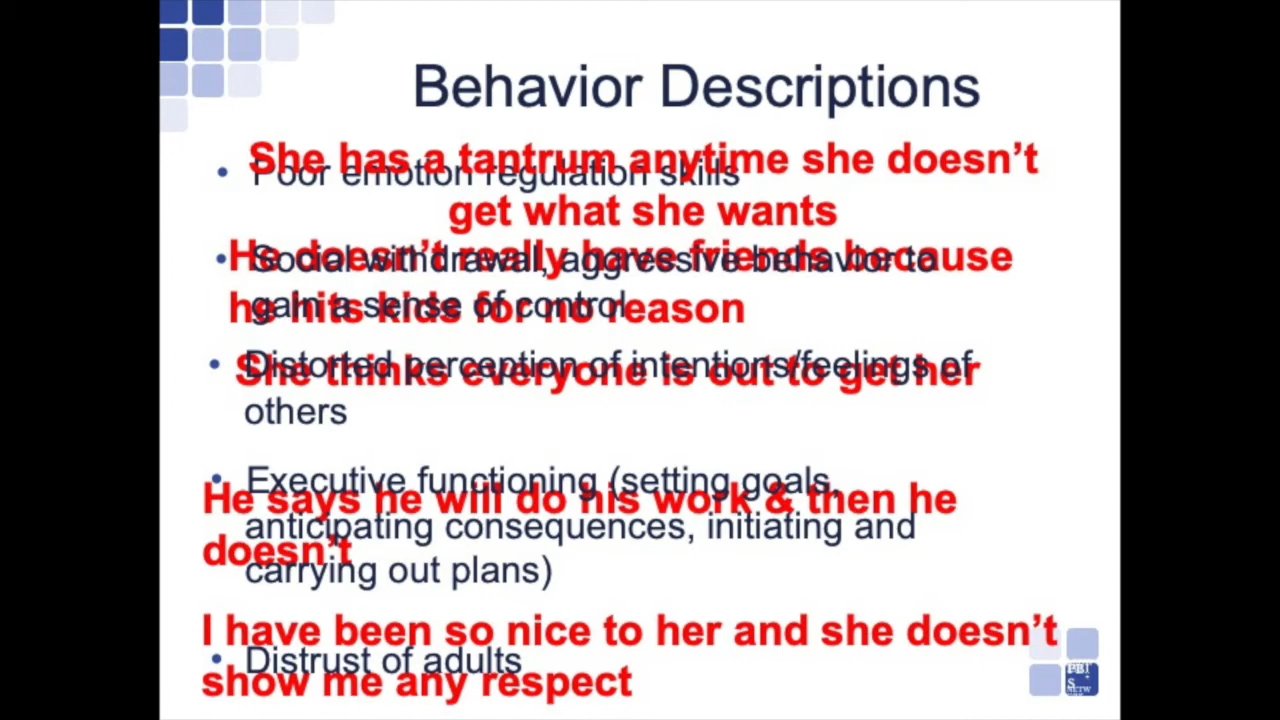 Behavior Descriptions
She has a tantrum anytime she doesn't
get what she wants
• Poor emotion regulation skills
He doesn't really have friends because
he hits kids for no reason
• Social withdrawal, aggressive behavior to
gain a sense of control
She thinks everyone is out to get her
• Distorted perception of intentions/feelings of
others
He says he will do his work & then he
doesn't
• Executive functioning (setting goals,
anticipating consequences, initiating and
carrying out plans)
I have been so nice to her and she doesn't
show me any respect
• Distrust of adults